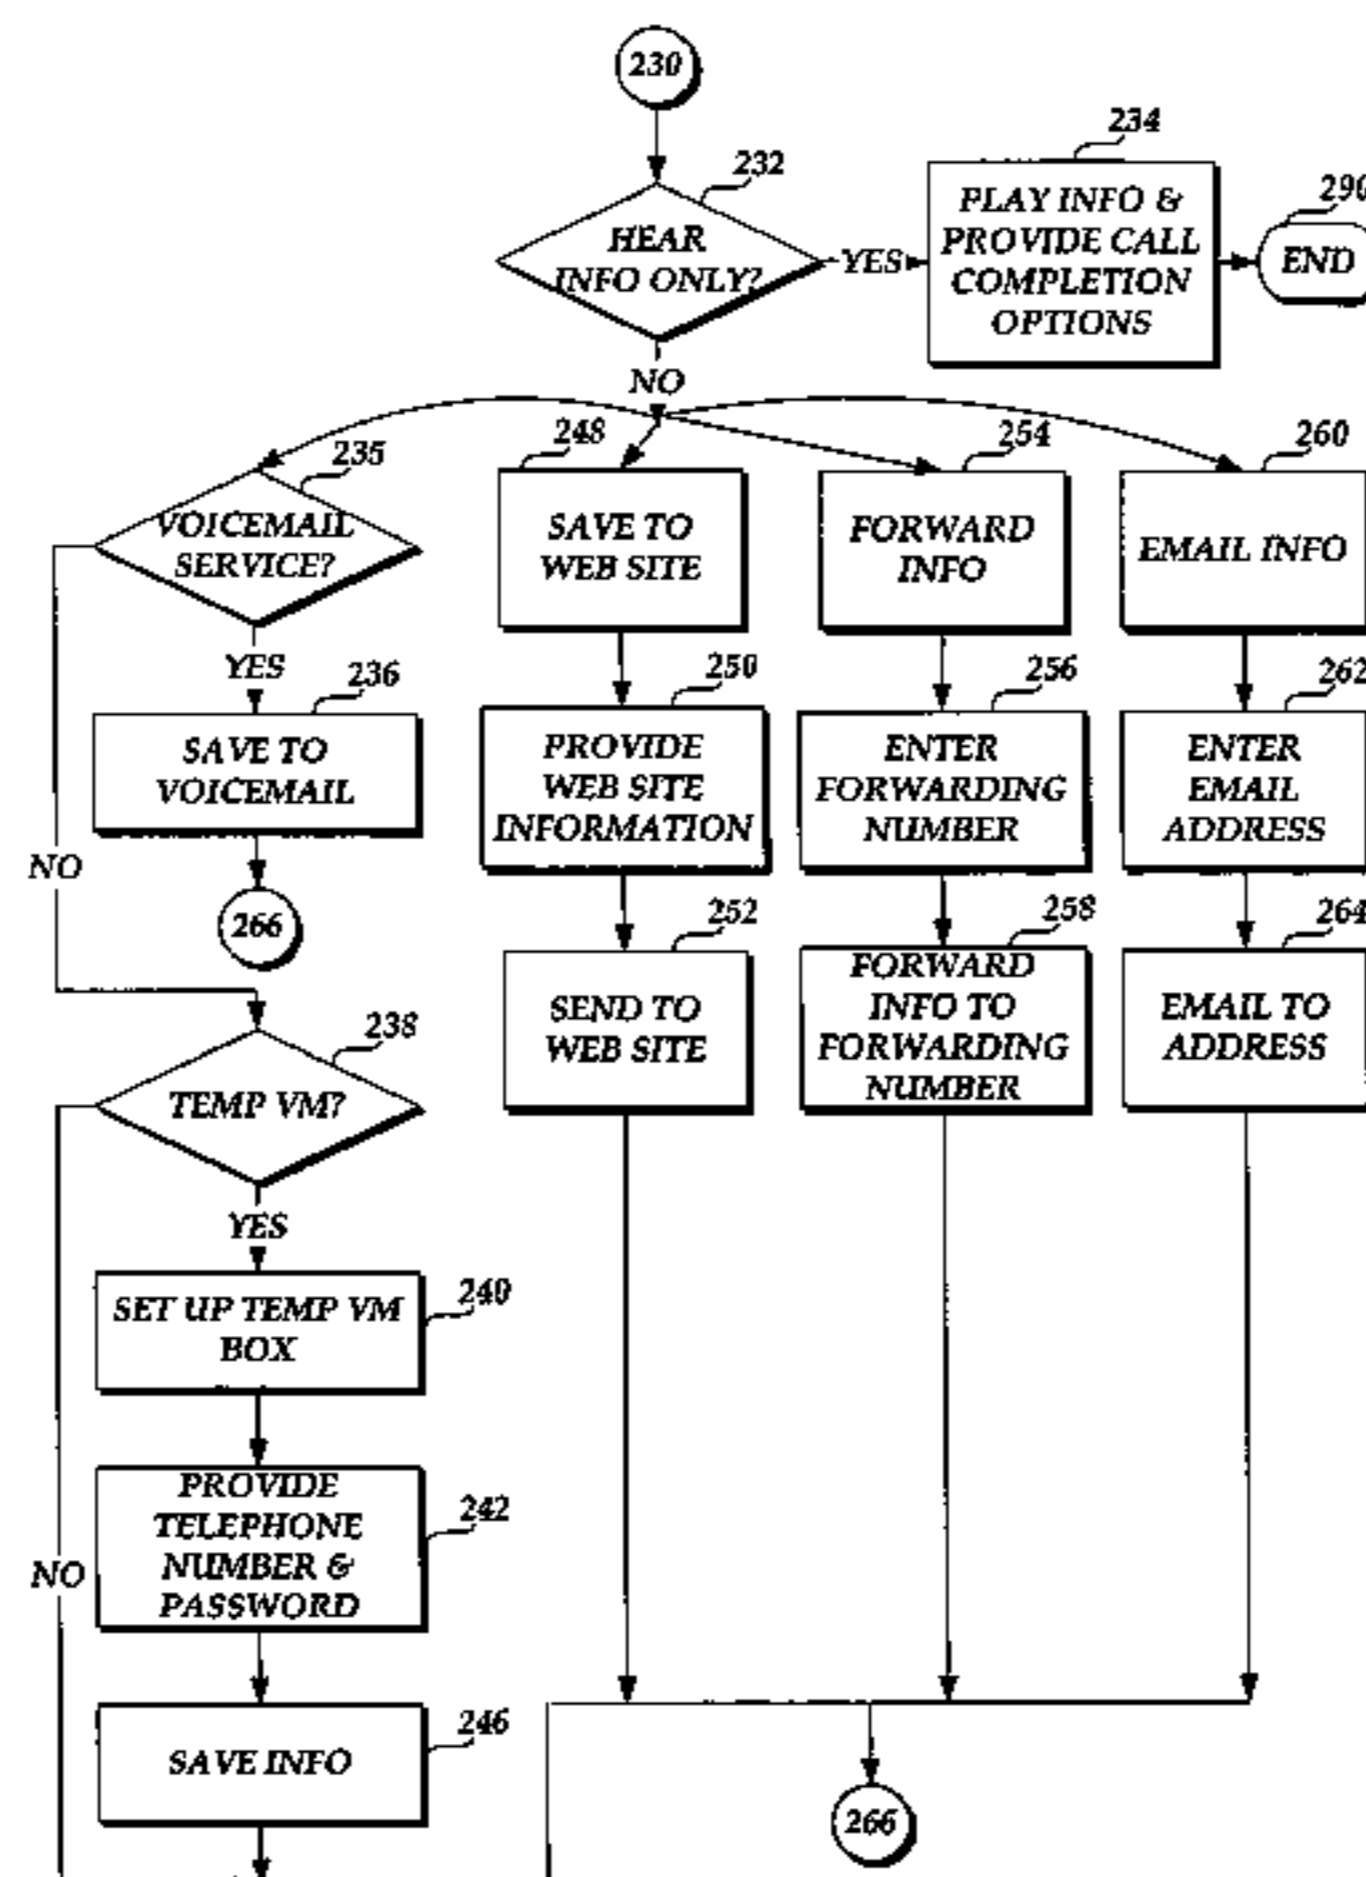 230
232
HEAR
INFO ONLY?
YES
234
PLAY INFO &
PROVIDE CALL
COMPLETION
OPTIONS
290
END
NO
235
VOICEMAIL
SERVICE?
YES
236
SAVE TO
VOICEMAIL
266
NO
238
TEMP VM?
YES
240
SET UP TEMP VM
BOX
242
PROVIDE
TELEPHONE
NUMBER &
PASSWORD
NO
246
SAVE INFO
248
SAVE TO
WEB SITE
250
PROVIDE
WEB SITE
INFORMATION
252
SEND TO
WEB SITE
254
FORWARD
INFO
256
ENTER
FORWARDING
NUMBER
258
FORWARD
INFO TO
FORWARDING
NUMBER
260
EMAIL INFO
262
ENTER
EMAIL
ADDRESS
264
EMAIL TO
ADDRESS
266